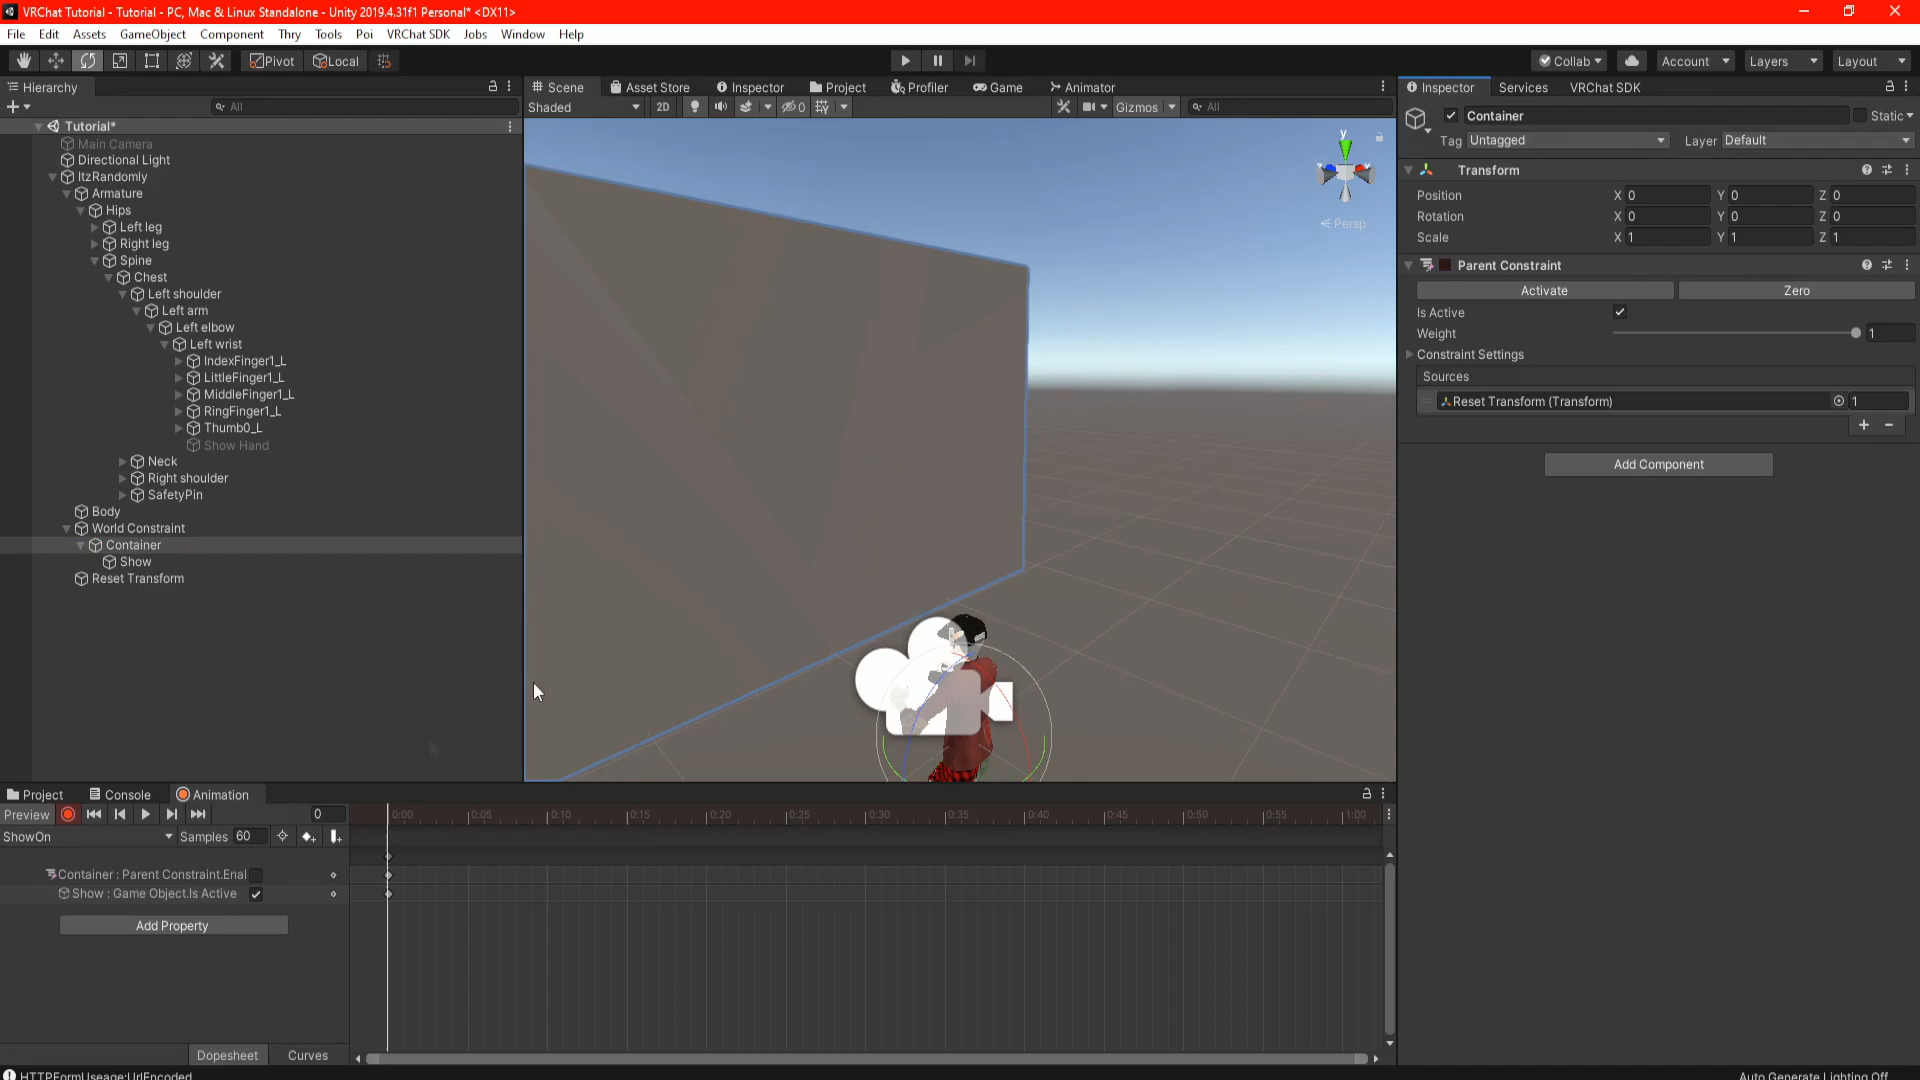 VRChat Tutorial - Tutorial - PC, Mac & Linux Standalone - Unity 2019.4.31f1 Personal* <DX11>
File Edit Assets GameObject Component Thry Tools Poi VRChat SDK Jobs Window Help
Pivot Local Collab Account Layers Layout
Hierarchy Scene Asset Store Inspector Project Profiler Game Animator Inspector Services VRChat SDK
All Shaded 2D 0 Gizmos All
Container Static
Tutorial*
Tag Untagged Layer Default
Main Camera
Directional Light
ItzRandomly
Armature
Hips
Left leg
Right leg
Spine
Chest
Left shoulder
Left arm
Left elbow
Left wrist
IndexFinger1_L
LittleFinger1_L
MiddleFinger1_L
RingFinger1_L
Thumb0_L
Show Hand
Neck
Right shoulder
SafetyPin
Body
World Constraint
Container
Show
Reset Transform
y
Persp
Transform
Position X 0 Y 0 Z 0
Rotation X 0 Y 0 Z 0
Scale X 1 Y 1 Z 1
Parent Constraint
Activate Zero
Is Active
Weight 1
Constraint Settings
Sources
Reset Transform (Transform) 1
Add Component
Project Console Animation
Preview 0 0:00 0:05 0:10 0:15 0:20 0:25 0:30 0:35 0:40 0:45 0:50 0:55 1:00
ShowOn Samples 60
Container : Parent Constraint.Enal
Show : Game Object.Is Active
Add Property
Dopesheet Curves
HTTPFormUseage:UrlEncoded
Auto Generate Lighting Off